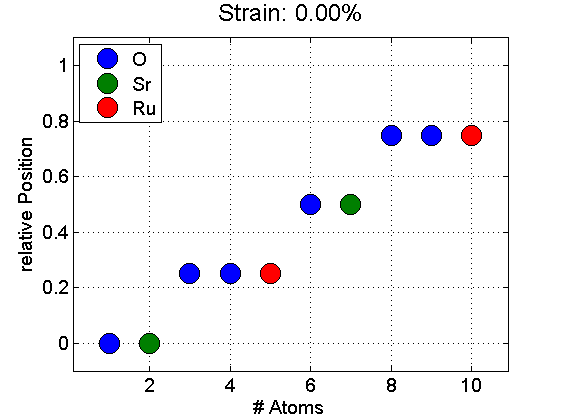 Strain: 0.00%
O
Sr
Ru
1
0.8
0.6
0.4
0.2
0
relative Position
2 4 6 8 10
# Atoms